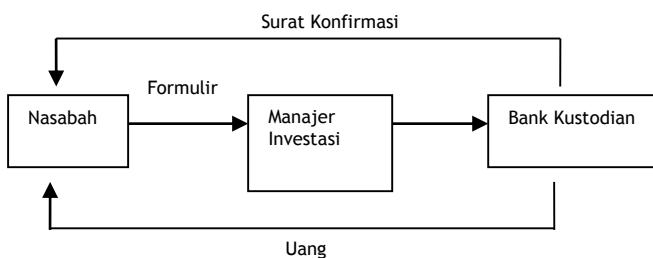 Surat Konfirmasi
Formulir
Nasabah
Manajer
Investasi
Bank Kustodian
Uang